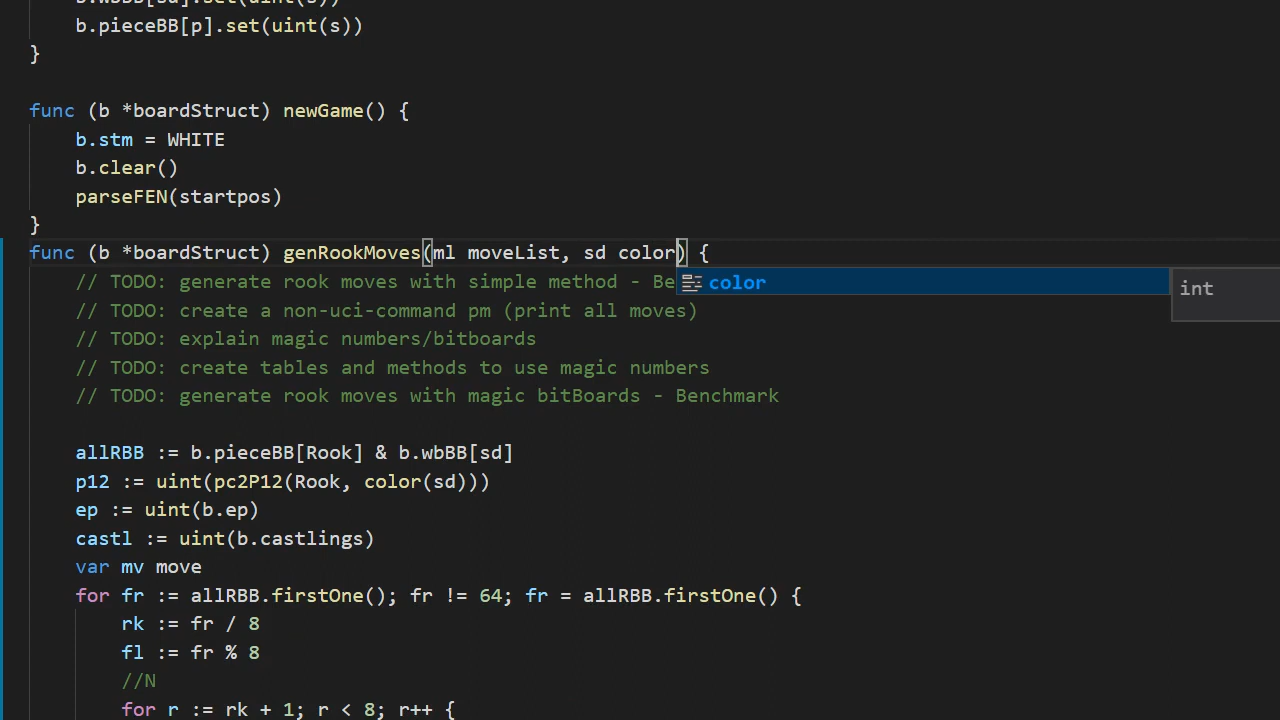 b.wbBB[sd].set(uint(s))
b.pieceBB[p].set(uint(s))
}
func (b *boardStruct) newGame() {
b.stm = WHITE
b.clear()
parseFEN(startpos)
}
func (b *boardStruct) genRookMoves(ml moveList, sd color) {
// TODO: generate rook moves with simple method - Be
color
int
// TODO: create a non-uci-command pm (print all moves)
// TODO: explain magic numbers/bitboards
// TODO: create tables and methods to use magic numbers
// TODO: generate rook moves with magic bitBoards - Benchmark
allRBB := b.pieceBB[Rook] & b.wbBB[sd]
p12 := uint(pc2P12(Rook, color(sd)))
ep := uint(b.ep)
castl := uint(b.castlings)
var mv move
for fr := allRBB.firstOne(); fr != 64; fr = allRBB.firstOne() {
rk := fr / 8
fl := fr % 8
//N
for r := rk + 1; r < 8; r++ {